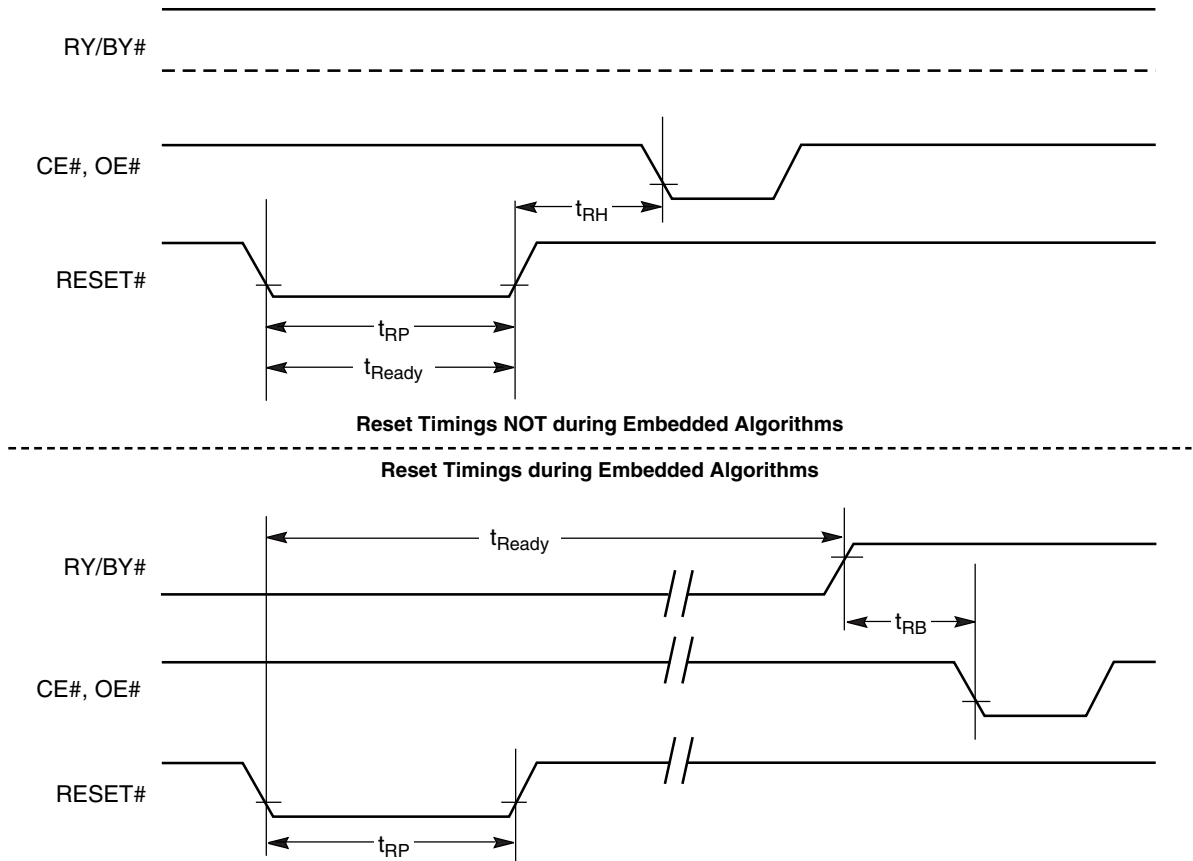 RY/BY#
CE#, OE#
tRH
RESET#
tRP
tReady
Reset Timings NOT during Embedded Algorithms
Reset Timings during Embedded Algorithms
tReady
RY/BY#
tRB
CE#, OE#
RESET#
tRP